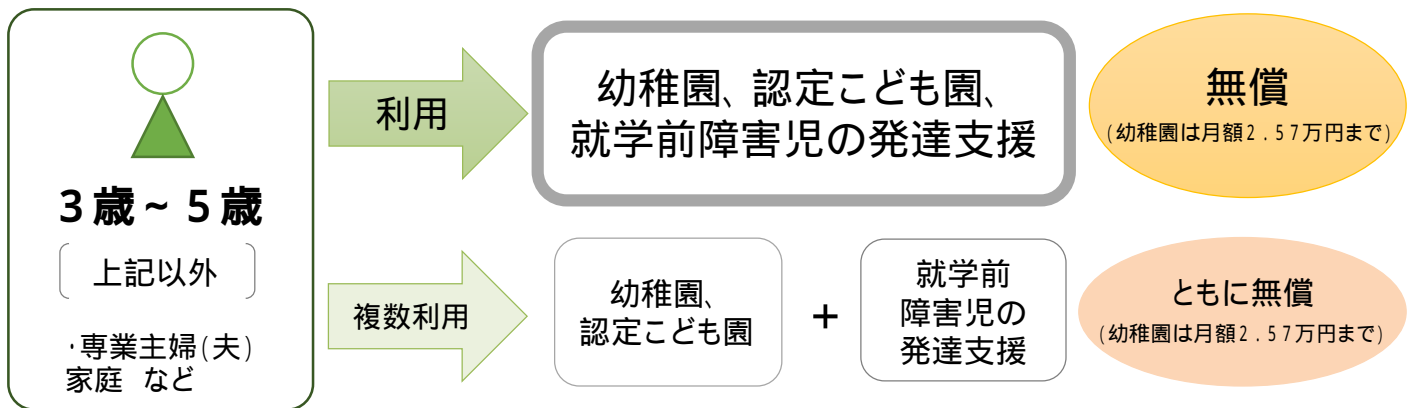 3歳~5歳
上記以外
・専業主婦(夫)
家庭 など
利用
幼稚園、認定こども園、
就学前障害児の発達支援
無償
(幼稚園は月額2.57万円まで)
複数利用
幼稚園、
認定こども園
+
就学前
障害児の
発達支援
ともに無償
(幼稚園は月額2.57万円まで)